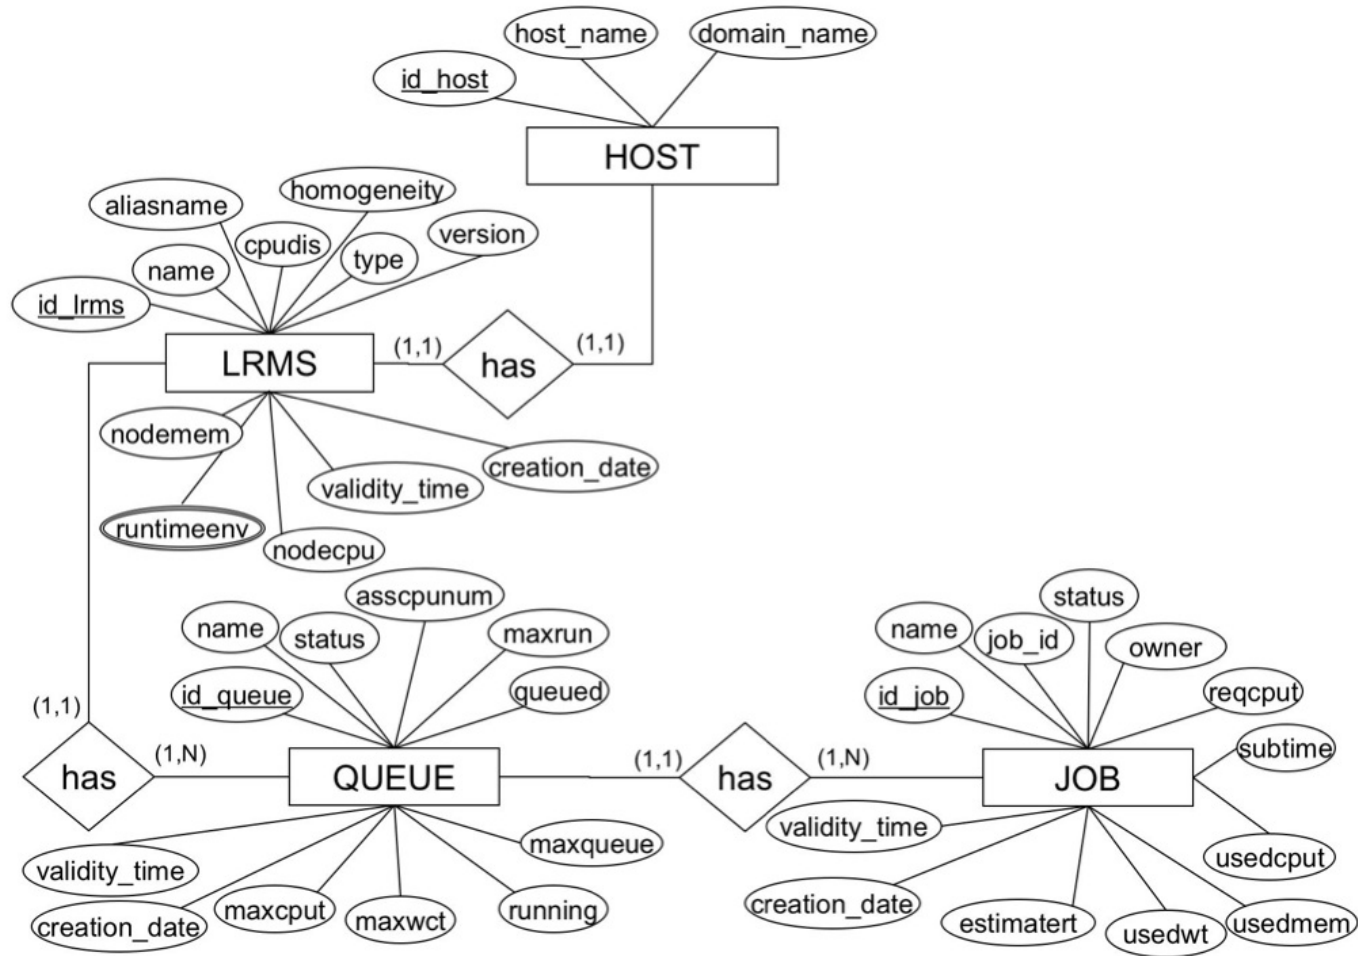 host_name
domain_name
id_host
HOST
homogeneity
aliasname
version
cpudis
type
name
id_lrms
LRMS
(1,1)
has
(1,1)
nodemem
creation_date
validity_time
runtimeenv
nodecpu
asscpunum
name
status
maxrun
id_queue
queued
(1,1)
has
(1,N)
QUEUE
(1,1)
has
(1,N)
status
name
job_id
owner
id_job
reqcput
subtime
JOB
validity_time
maxqueue
creation_date
maxcput
maxwct
running
validity_time
usedcput
creation_date
estimatert
usedwt
usedmem